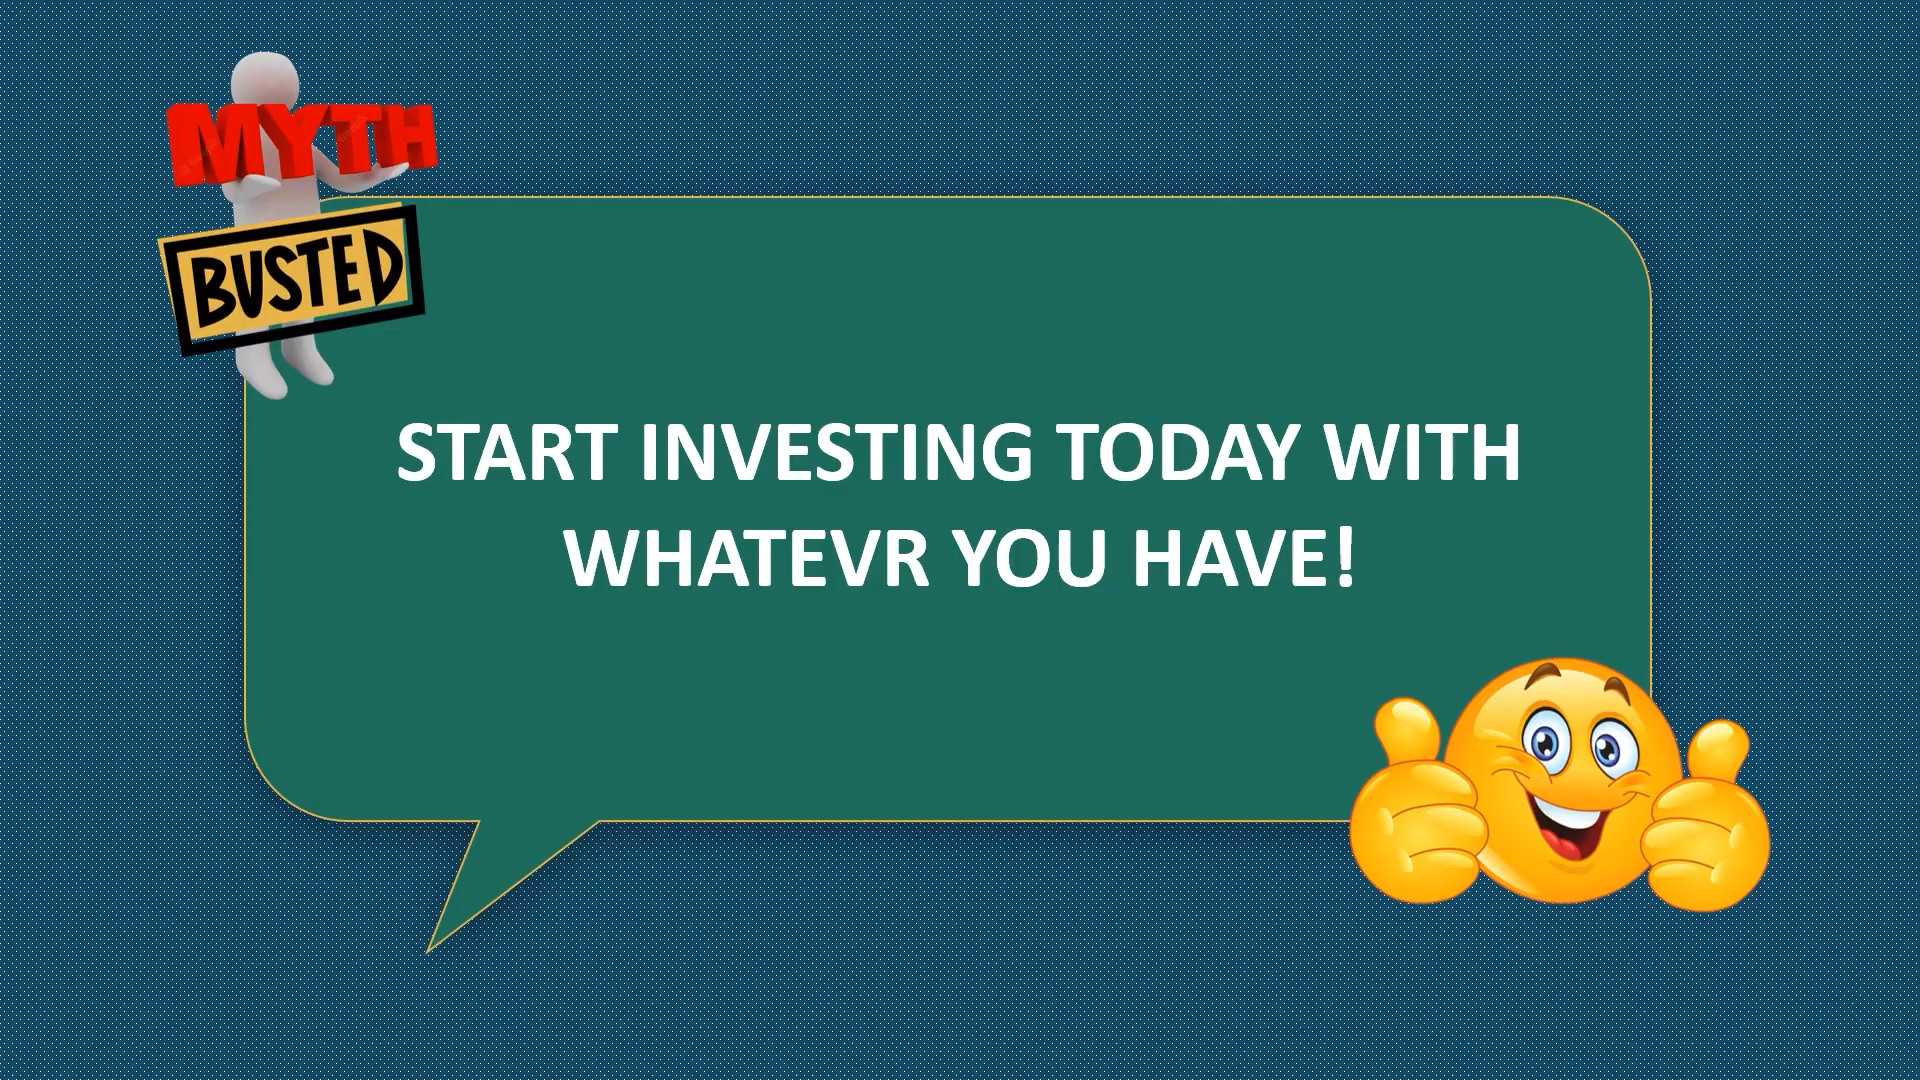 MYTH
BUSTED
START INVESTING TODAY WITH
WHATEVR YOU HAVE!